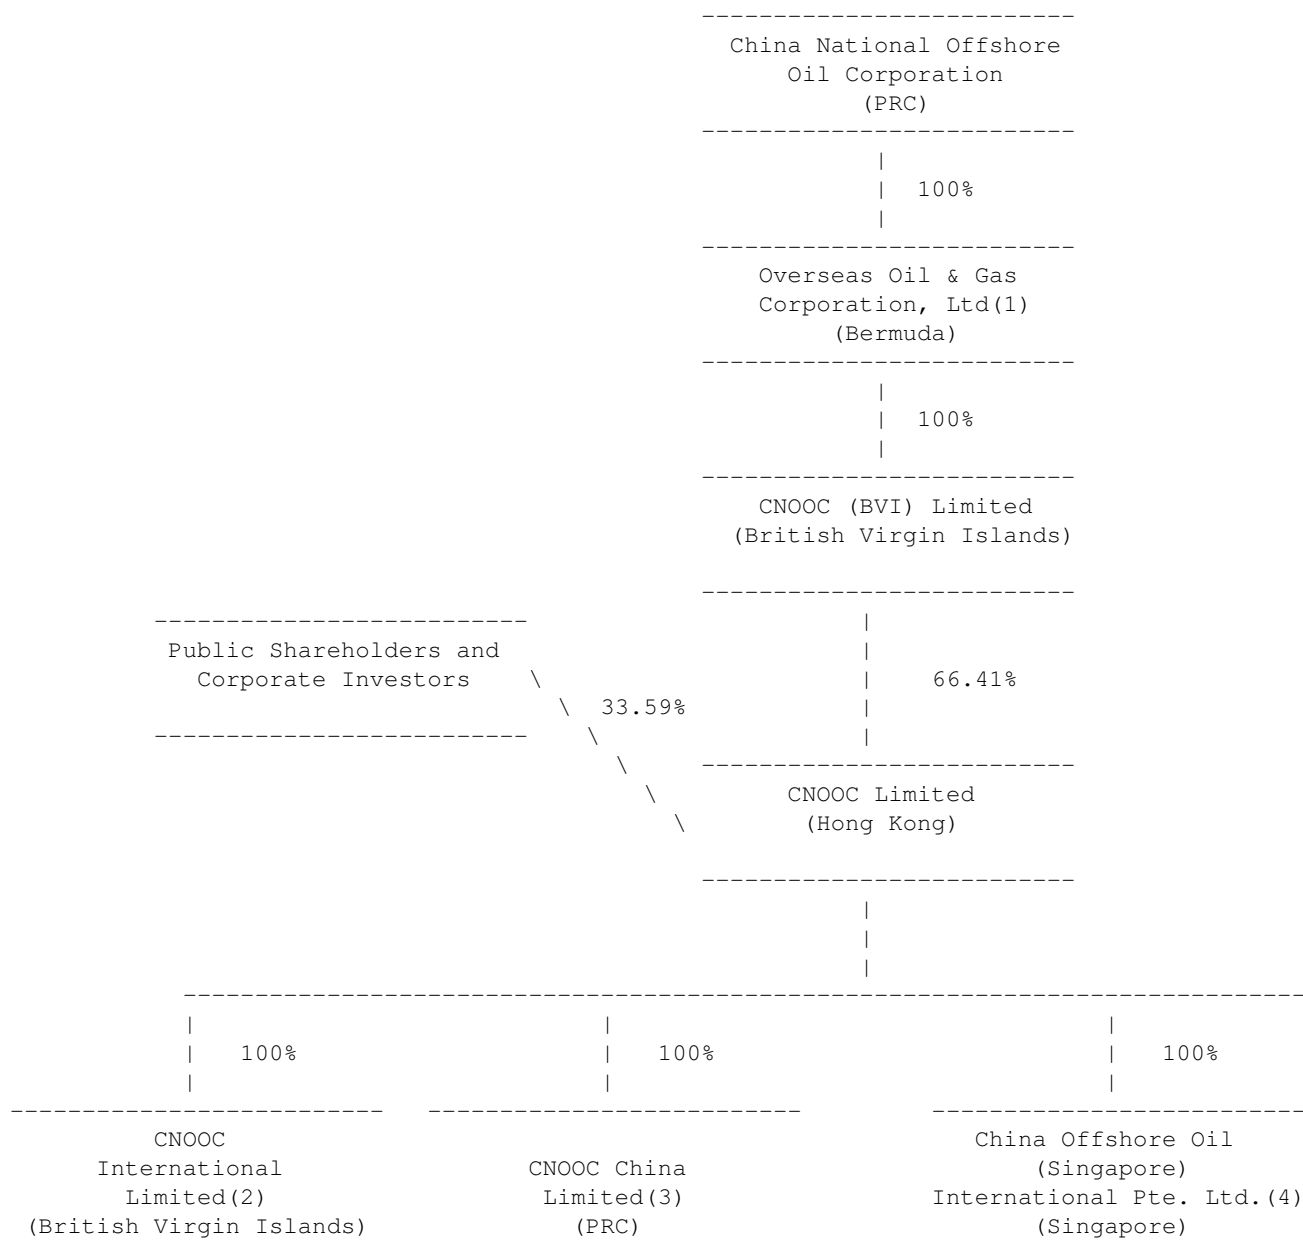 China National Offshore
Oil Corporation
(PRC)
100%
Overseas Oil & Gas
Corporation, Ltd(1)
(Bermuda)
100%
CNOOC (BVI) Limited
(British Virgin Islands)
Public Shareholders and
Corporate Investors
66.41%
33.59%
CNOOC Limited
(Hong Kong)
100% 100% 100%
CNOOC
International
Limited(2)
(British Virgin Islands)
CNOOC China
Limited(3)
(PRC)
China Offshore Oil
(Singapore)
International Pte. Ltd.(4)
(Singapore)